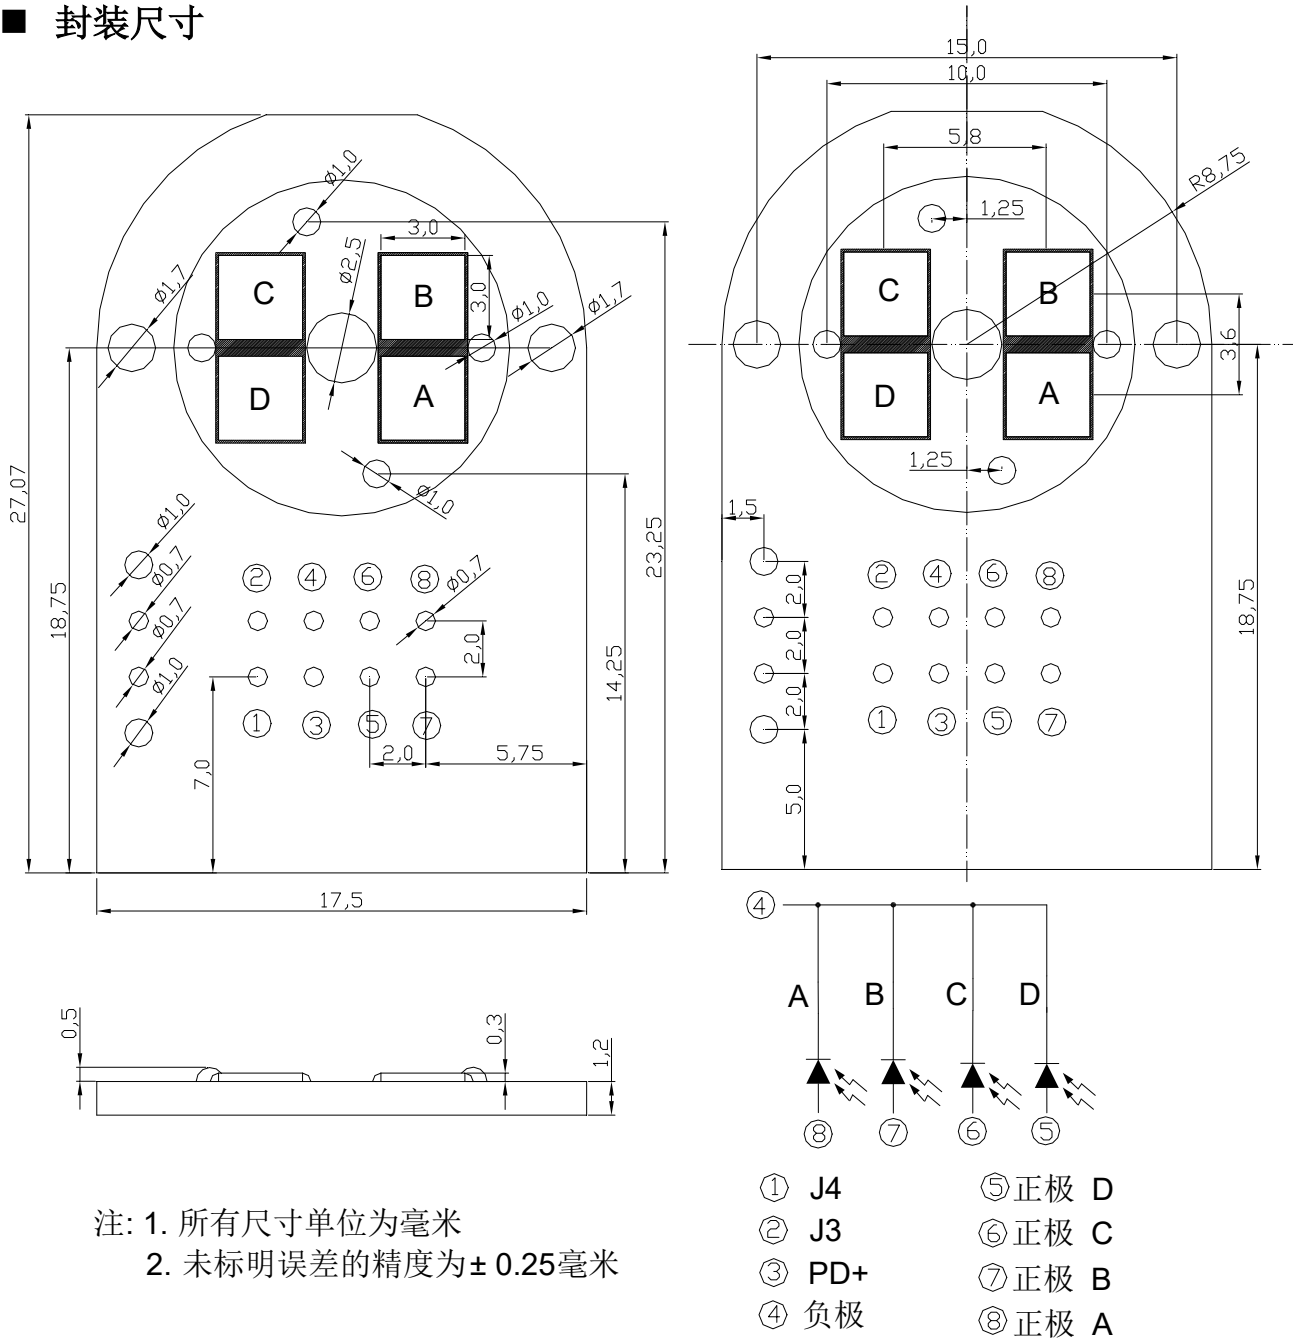 ■ 封装尺寸
15,0
10,0
5,8
R8,75
1,25
C
B
3,6
D
A
1,25
1,5
2,0
2,0
2,0
5,0
18,75
② ④ ⑥ ⑧
① ③ ⑤ ⑦
ø1,0
3,0
ø2,5
ø1,7
C
B
3,0
ø1,0
ø1,7
D
A
ø1,0
27,07
18,75
ø1,0
ø0,7
ø0,7
ø1,0
② ④ ⑥ ⑧
ø0,7
2,0
① ③ ⑤ ⑦
7,0
2,0
5,75
14,25
23,25
17,5
④
A B C D
⑧ ⑦ ⑥ ⑤
0,5
0,3
1,2
注: 1. 所有尺寸单位为毫米
2. 未标明误差的精度为± 0.25毫米
① J4
② J3
③ PD+
④ 负极
⑤正极 D
⑥正极 C
⑦正极 B
⑧正极 A